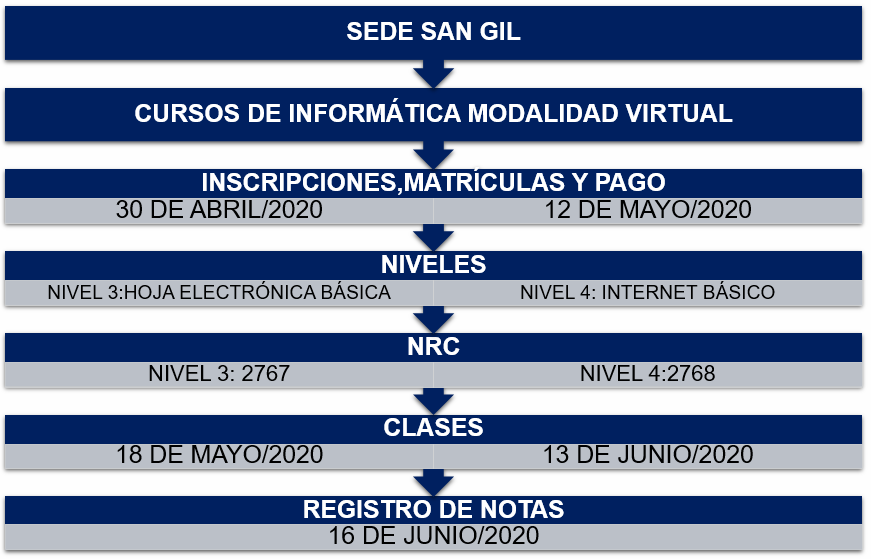 SEDE SAN GIL
CURSOS DE INFORMÁTICA MODALIDAD VIRTUAL
INSCRIPCIONES,MATRÍCULAS Y PAGO
30 DE ABRIL/2020 12 DE MAYO/2020
NIVELES
NIVEL 3:HOJA ELECTRÓNICA BÁSICA NIVEL 4: INTERNET BÁSICO
NRC
NIVEL 3: 2767 NIVEL 4:2768
CLASES
18 DE MAYO/2020 13 DE JUNIO/2020
REGISTRO DE NOTAS
16 DE JUNIO/2020